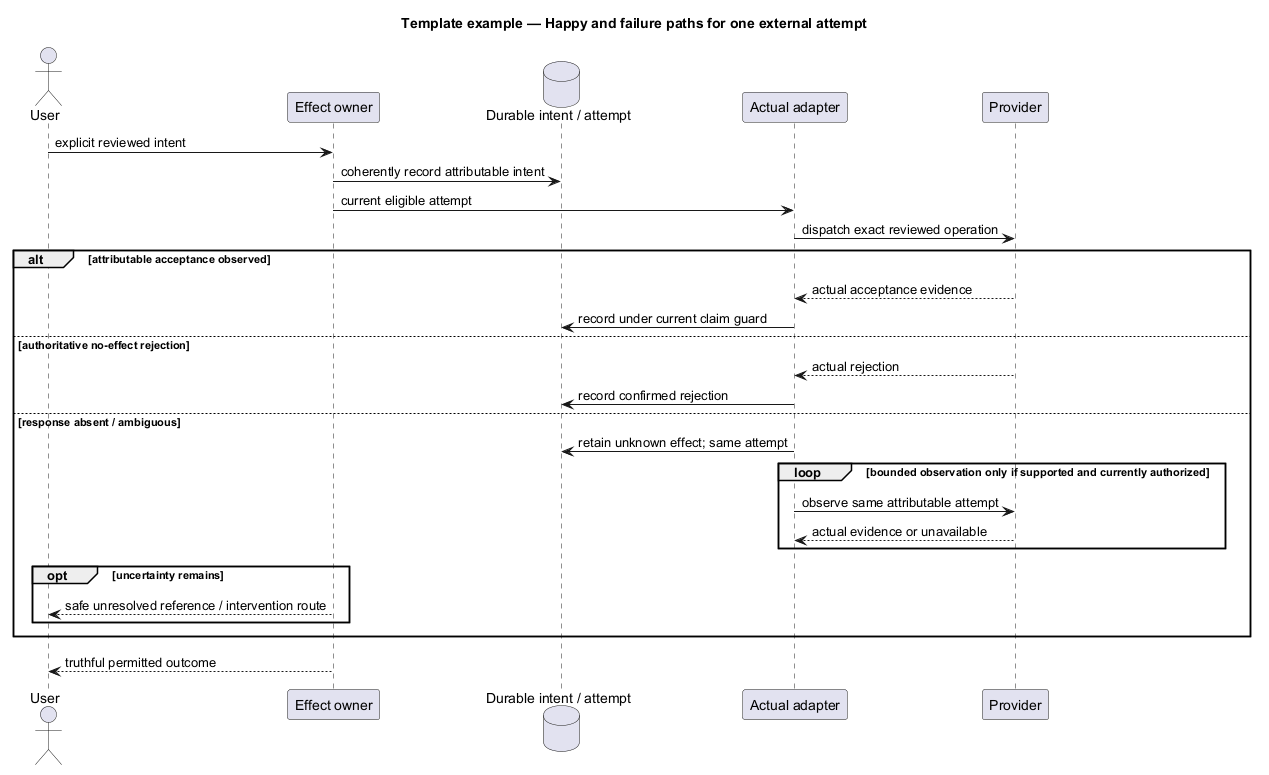 Template example — Happy and failure paths for one external attempt
User
Effect owner
Durable intent / attempt
Actual adapter
Provider
explicit reviewed intent
coherently record attributable intent
current eligible attempt
dispatch exact reviewed operation
alt [attributable acceptance observed]
actual acceptance evidence
record under current claim guard
[authoritative no-effect rejection]
actual rejection
record confirmed rejection
[response absent / ambiguous]
retain unknown effect; same attempt
loop [bounded observation only if supported and currently authorized]
observe same attributable attempt
actual evidence or unavailable
opt [uncertainty remains]
safe unresolved reference / intervention route
truthful permitted outcome
User
Effect owner
Durable intent / attempt
Actual adapter
Provider